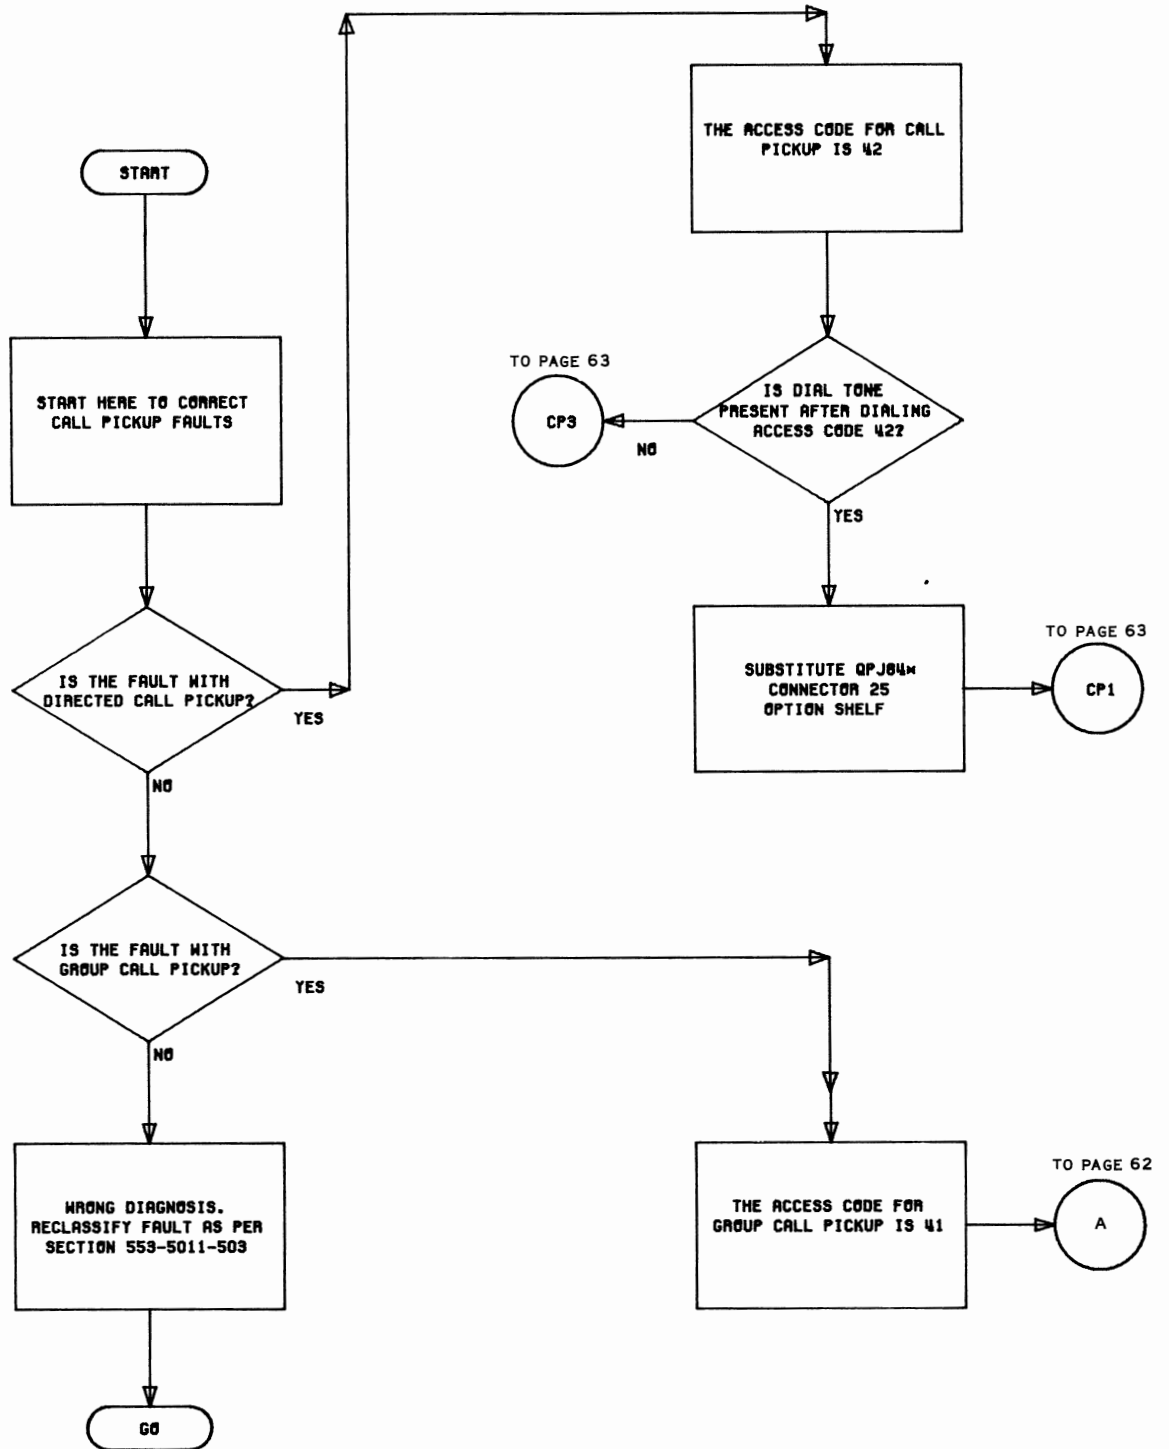 START
START HERE TO CORRECT
CALL PICKUP FAULTS
IS THE FAULT WITH
DIRECTED CALL PICKUP?
YES
NO
IS THE FAULT WITH
GROUP CALL PICKUP?
YES
NO
WRONG DIAGNOSIS.
RECLASSIFY FAULT AS PER
SECTION 553-5011-503
GO
THE ACCESS CODE FOR CALL
PICKUP IS 42
IS DIAL TONE
PRESENT AFTER DIALING
ACCESS CODE 42?
NO
TO PAGE 63
CP3
YES
SUBSTITUTE QPJ84*
CONNECTOR 25
OPTION SHELF
TO PAGE 63
CP1
THE ACCESS CODE FOR
GROUP CALL PICKUP IS 41
TO PAGE 62
A